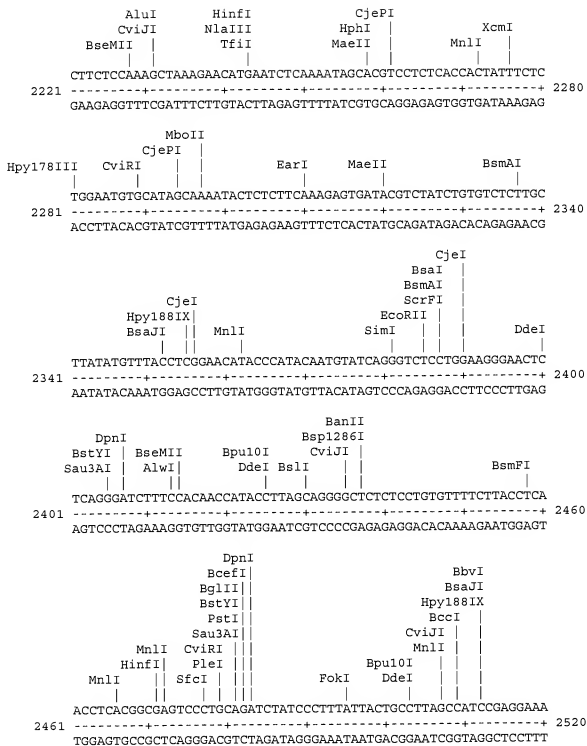 CjePI
AluI HinfI
CviJI NlaIII HphI XcmI
BseMII TfiI MaeII MnlI
CTTCTCCAAAGCTAAAGAACATGAATCTCAAAATAGCACGTCCTCTCACCACTATTTCTC
2221 ---------+---------+---------+---------+---------+---------+ 2280
GAAGAGGTTTCGATTTCTTGTACTTAGAGTTTTATCGTGCAGGAGAGTGGTGATAAAGAG
MboII
CjePI
Hpy178III CviRI EarI MaeII BsmAI
TGGAATGTGCATAGCAAAATACTCTCTTCAAAGAGTGATACGTCTATCTGTGTCTCTTGC
2281 ---------+---------+---------+---------+---------+---------+ 2340
ACCTTACACGTATCGTTTTATGAGAGAAGTTTCTCACTATGCAGATAGACACAGAGAACG
CjeI
BsaI
BsmAI
CjeI ScrFI
Hpy188IX EcoRII
BsaJI MnlI SimI DdeI
TTATATGTTTACCTCGGAACATACCCATACAATGTATCAGGGTCTCCTGGAAGGGAACTC
2341 ---------+---------+---------+---------+---------+---------+ 2400
AATATACAAATGGAGCCTTGTATGGGTATGTTACATAGTCCCAGAGGACCTTCCCTTGAG
BanII
DpnI Bsp1286I
BstYI BseMII Bpu10I CviJI
Sau3AI AlwI DdeI BslI BsmFI
TCAGGGATCTTTCCACAACCATACCTTAGCAGGGGCTCTCTCCTGTGTTTTCTTACCTCA
2401 ---------+---------+---------+---------+---------+---------+ 2460
AGTCCCTAGAAAGGTGTTGGTATGGAATCGTCCCCGAGAGAGGACACAAAAGAATGGAGT
DpnI
BcefI BbvI
BglII BsaJI
BstYI Hpy188IX
PstI BccI
Sau3AI CviJI
MnlI CviRI MnlI
HinfI PleI Bpu10I
MnlI SfcI FokI DdeI
ACCTCACGGCGAGTCCCTGCAGATCTATCCCTTTATTACTGCCTTAGCCATCCGAGGAAA
2461 ---------+---------+---------+---------+---------+---------+ 2520
TGGAGTGCCGCTCAGGGACGTCTAGATAGGGAAATAATGACGGAATCGGTAGGCTCCTTT